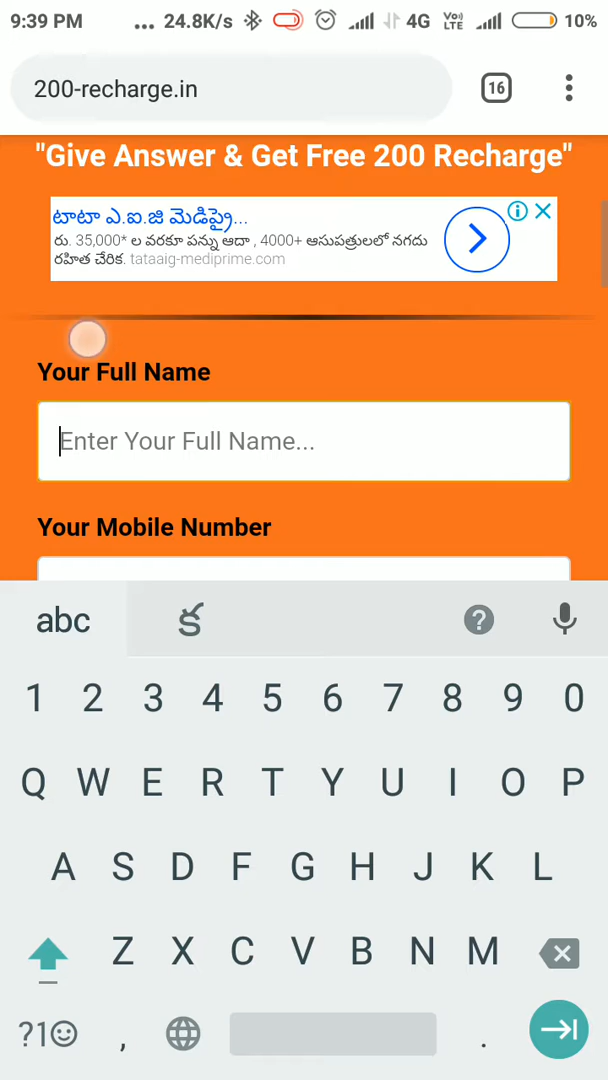 9:39 PM ... 24.8K/s 4G Vo) LTE 10%
200-recharge.in 16
"Give Answer & Get Free 200 Recharge"
టాటా ఎ.ఐ.జి మెడిప్రై...
రు. 35,000* ల వరకూ పన్ను ఆదా , 4000+ ఆసుపత్రులలో నగదు
రహిత చేరిక. tataaig-mediprime.com
Your Full Name
Enter Your Full Name...
Your Mobile Number
abc క ?
1 2 3 4 5 6 7 8 9 0
Q W E R T Y U I O P
A S D F G H J K L
Z X C V B N M
?1☺ , .